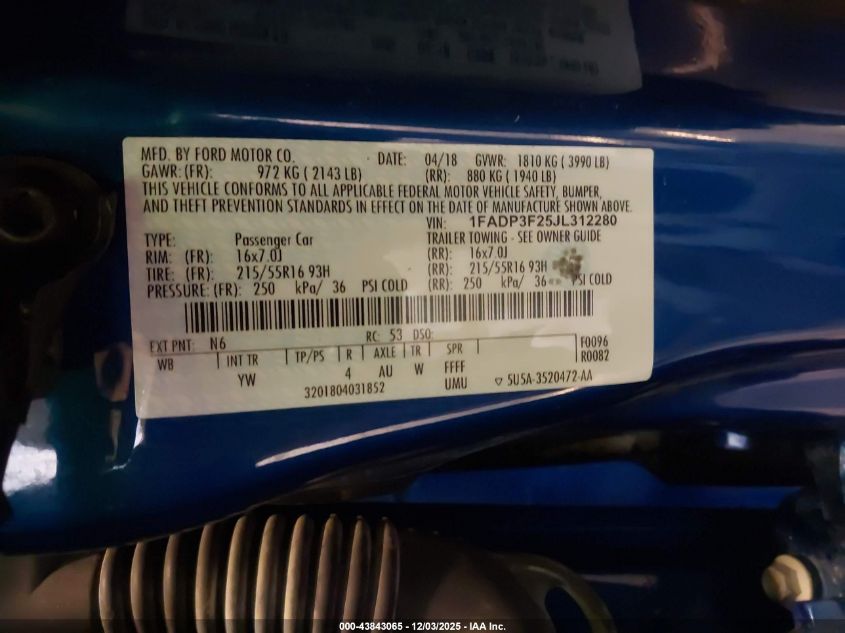 MFD. BY FORD MOTOR CO. DATE: 04/18 GVWR: 1810 KG ( 3990 LB)
GAWR: (FR): 972 KG ( 2143 LB) (RR): 880 KG ( 1940 LB)
THIS VEHICLE CONFORMS TO ALL APPLICABLE FEDERAL MOTOR VEHICLE SAFETY, BUMPER,
AND THEFT PREVENTION STANDARDS IN EFFECT ON THE DATE OF MANUFACTURE SHOWN ABOVE.
VIN: 1FADP3F25JL312280
TYPE: Passenger Car TRAILER TOWING - SEE OWNER GUIDE
RIM: (FR): 16x7.0J (RR): 16x7.0J
TIRE: (FR): 215/55R16 93H (RR): 215/55R16 93H
PRESSURE: (FR): 250 kPa/ 36 PSI COLD (RR): 250 kPa/ 36 PSI COLD
EXT PNT: N6 RC: 53 DSO: F0096
WB INT TR TP/PS R AXLE TR SPR R0082
YW 4 AU W FFFF
3201804031852 UMU 5U5A-3520472-AA
000-43843065 - 12/03/2025 - IAA Inc.